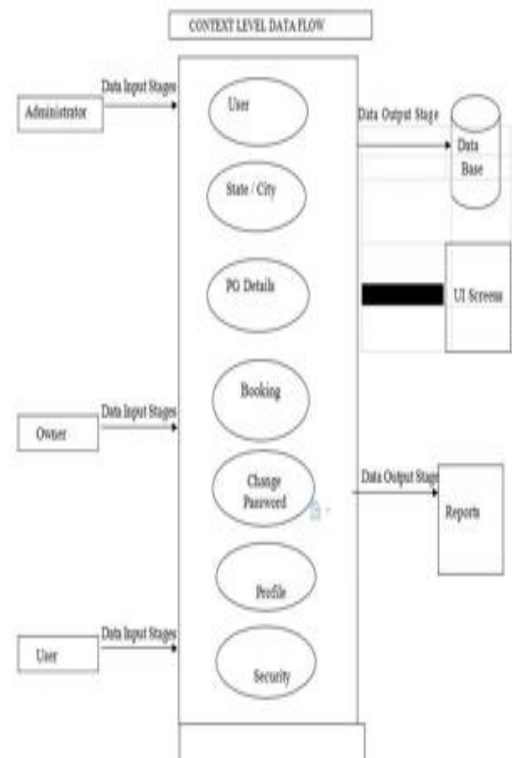 CONTEXT LEVEL DATA FLOW
Data Input Stages
Administrator
User
Data Output Stage
Data
Base
State / City
PG Details
UI Screens
Booking
Data Input Stages
Owner
Change
Password
Data Output Stage
Reports
Profile
Data Input Stages
User
Security